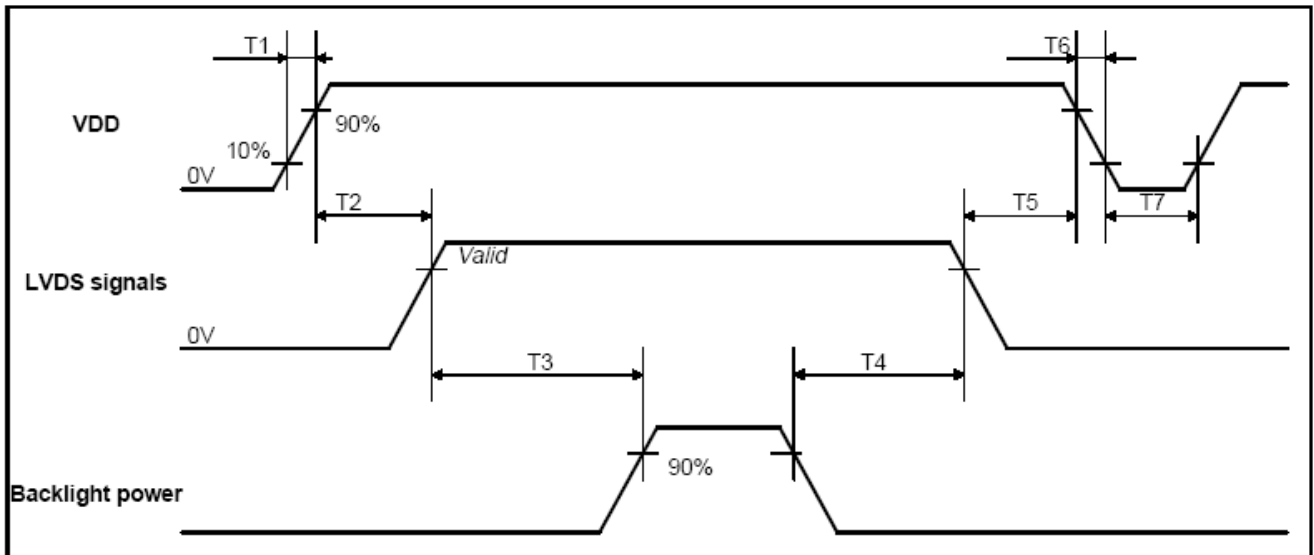 T1
T6
VDD
90%
10%
0V
T2
T5
T7
Valid
LVDS signals
0V
T3
T4
90%
Backlight power